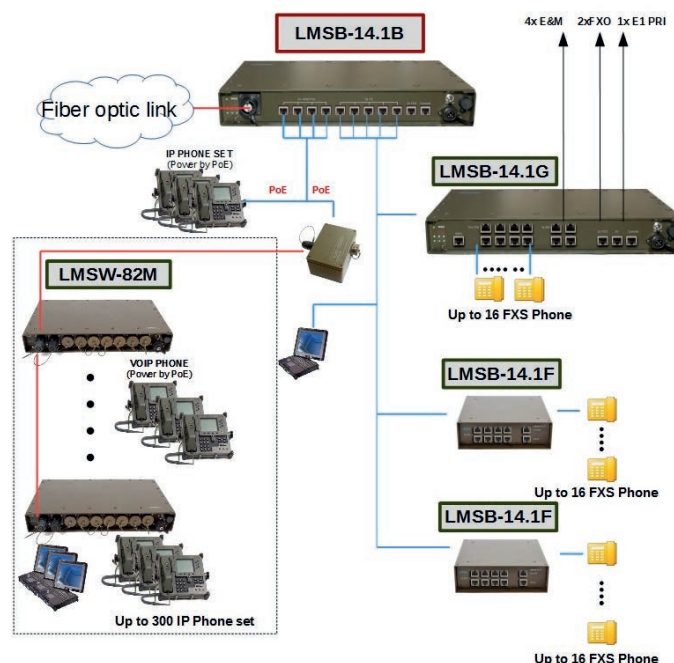 LMSB-14.1B
4x E&M
2xFXO
1x E1 PRI
Fiber optic link
IP PHONE SET
(Power by PoE)
PoE
PoE
LMSB-14.1G
Up to 16 FXS Phone
LMSW-82M
VOIP PHONE
(Power by PoE)
LMSB-14.1F
Up to 16 FXS Phone
LMSB-14.1F
Up to 300 IP Phone set
Up to 16 FXS Phone